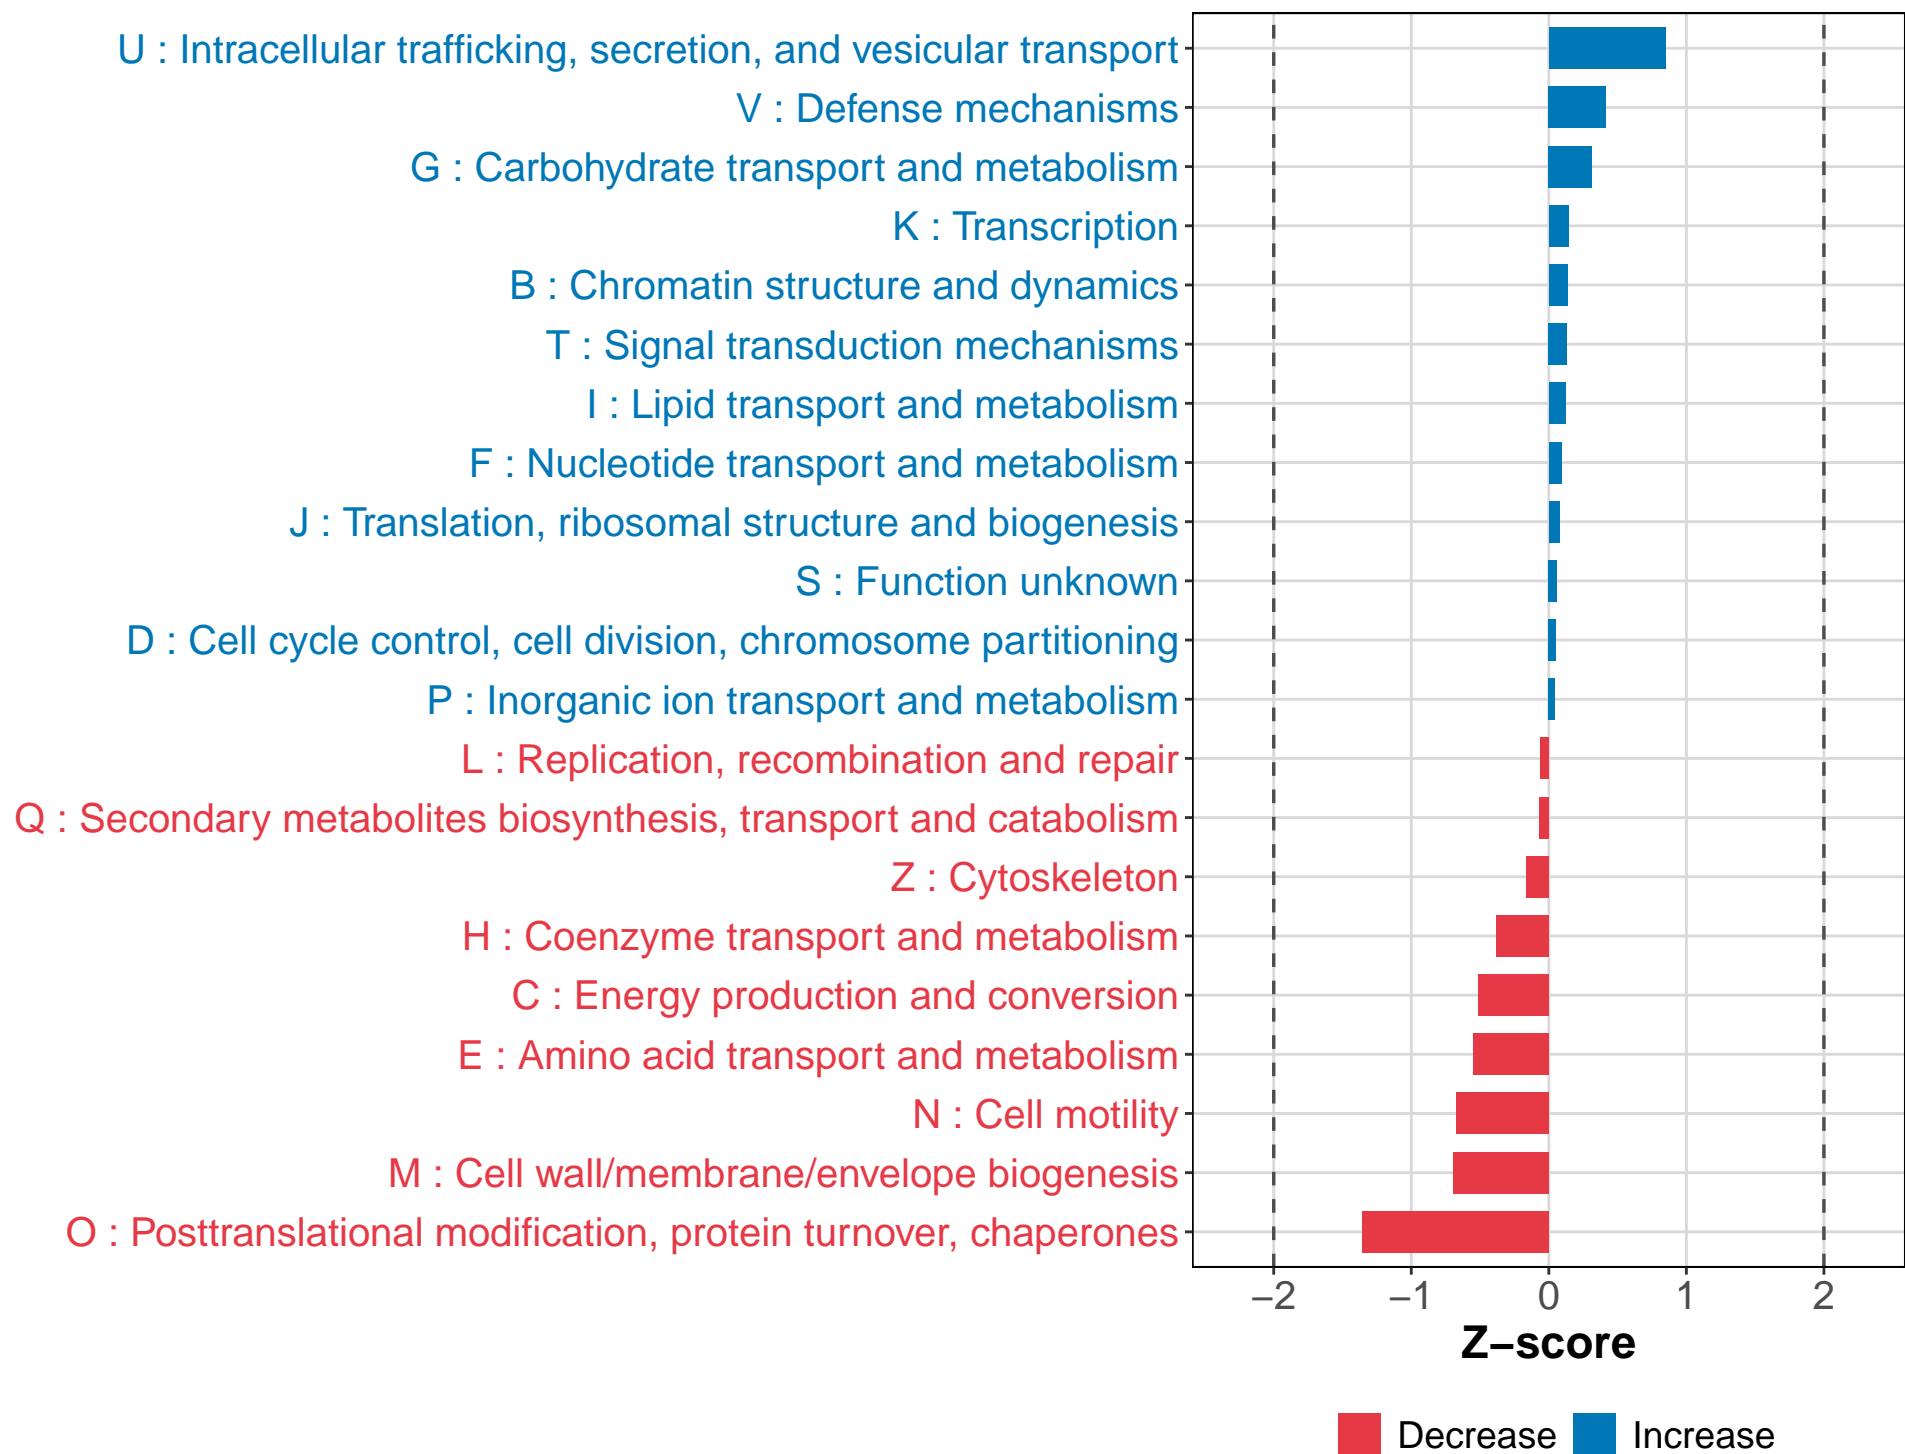 U : Intracellular trafficking, secretion, and vesicular transport
V : Defense mechanisms
G : Carbohydrate transport and metabolism
K : Transcription
B : Chromatin structure and dynamics
T : Signal transduction mechanisms
I : Lipid transport and metabolism
F : Nucleotide transport and metabolism
J : Translation, ribosomal structure and biogenesis
S : Function unknown
D : Cell cycle control, cell division, chromosome partitioning
P : Inorganic ion transport and metabolism
L : Replication, recombination and repair
Q : Secondary metabolites biosynthesis, transport and catabolism
Z : Cytoskeleton
H : Coenzyme transport and metabolism
C : Energy production and conversion
E : Amino acid transport and metabolism
N : Cell motility
M : Cell wall/membrane/envelope biogenesis
O : Posttranslational modification, protein turnover, chaperones
−2 −1 0 1 2
Z−score
Decrease Increase